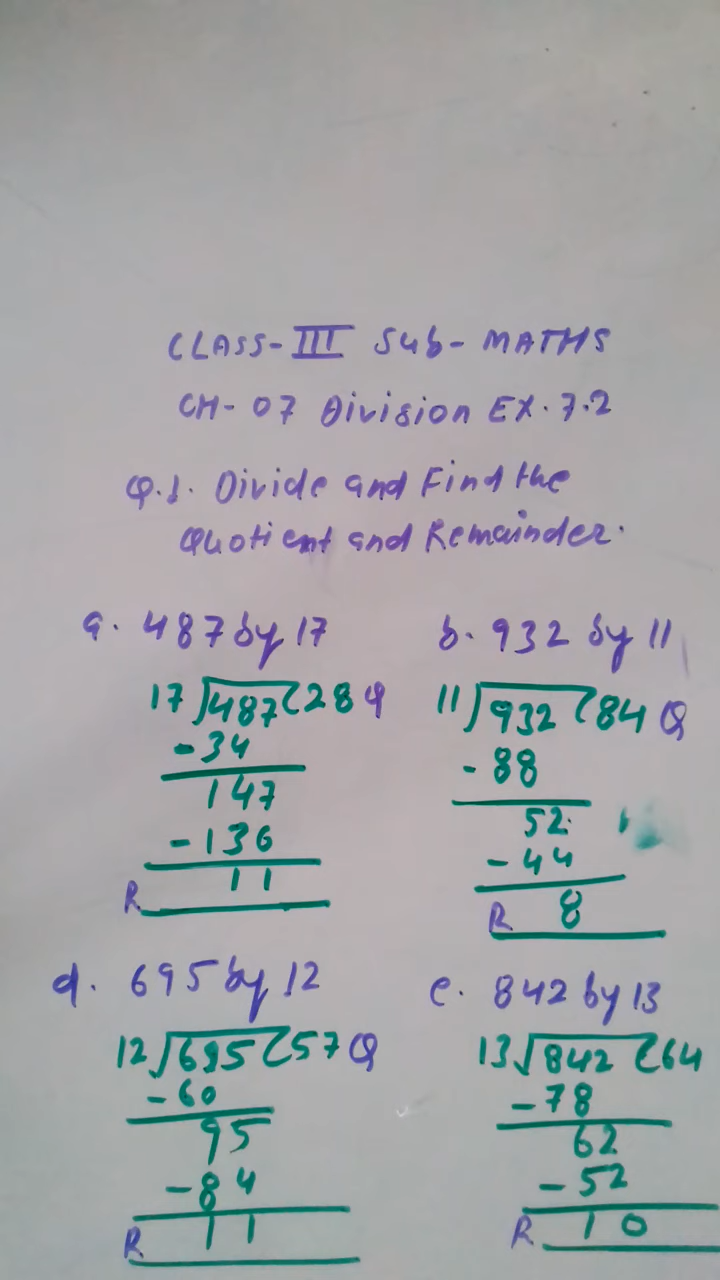 CLASS-III Sub-MATHS
CH-07 Division EX.7.2
Q.1. Divide and Find the
Quotient and Remainder.
a. 487 by 17
17)487(28 Q
-34
147
-136
R 11
b. 932 by 11
11)932(84 Q
-88
52
-44
R 8
d. 695 by 12
12)695(57 Q
-60
95
-84
R 11
e. 842 by 13
13)842(64
-78
62
-52
R 10